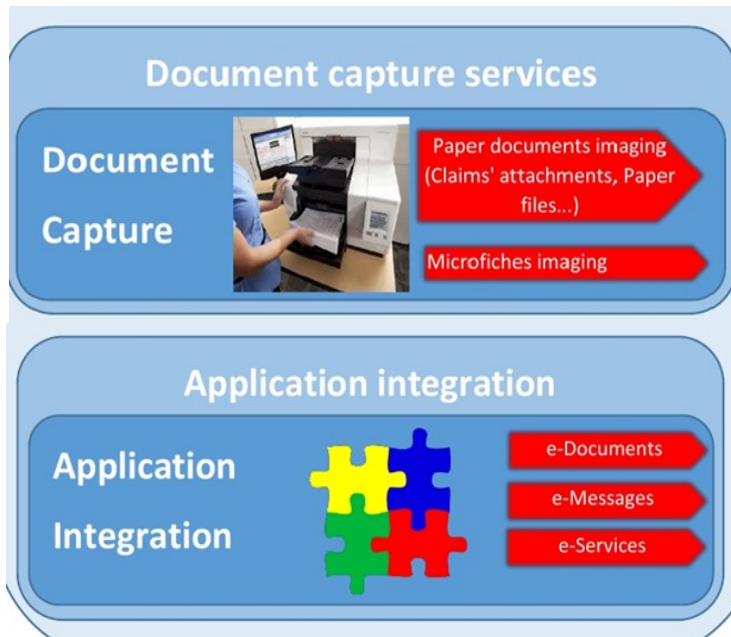 Document capture services
Document
Capture
Paper documents imaging
(Claims' attachments, Paper
files...)
Microfiches imaging
Application integration
Application
Integration
e-Documents
e-Messages
e-Services